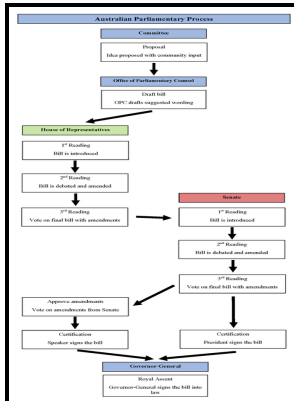 Australian Parliamentary Process
Committee
Proposal
Idea proposed with community input
Office of Parliamentary Counsel
Draft bill
OPC drafts suggested wording
House of Representatives
1st Reading
Bill is introduced
2nd Reading
Bill is debated and amended
3rd Reading
Vote on final bill with amendments
Senate
1st Reading
Bill is introduced
2nd Reading
Bill is debated and amended
3rd Reading
Vote on final bill with amendments
Approve amendments
Vote on amendments from Senate
Certification
Speaker signs the bill
Certification
President signs the bill
Governor-General
Royal Assent
Governor-General signs the bill into
law